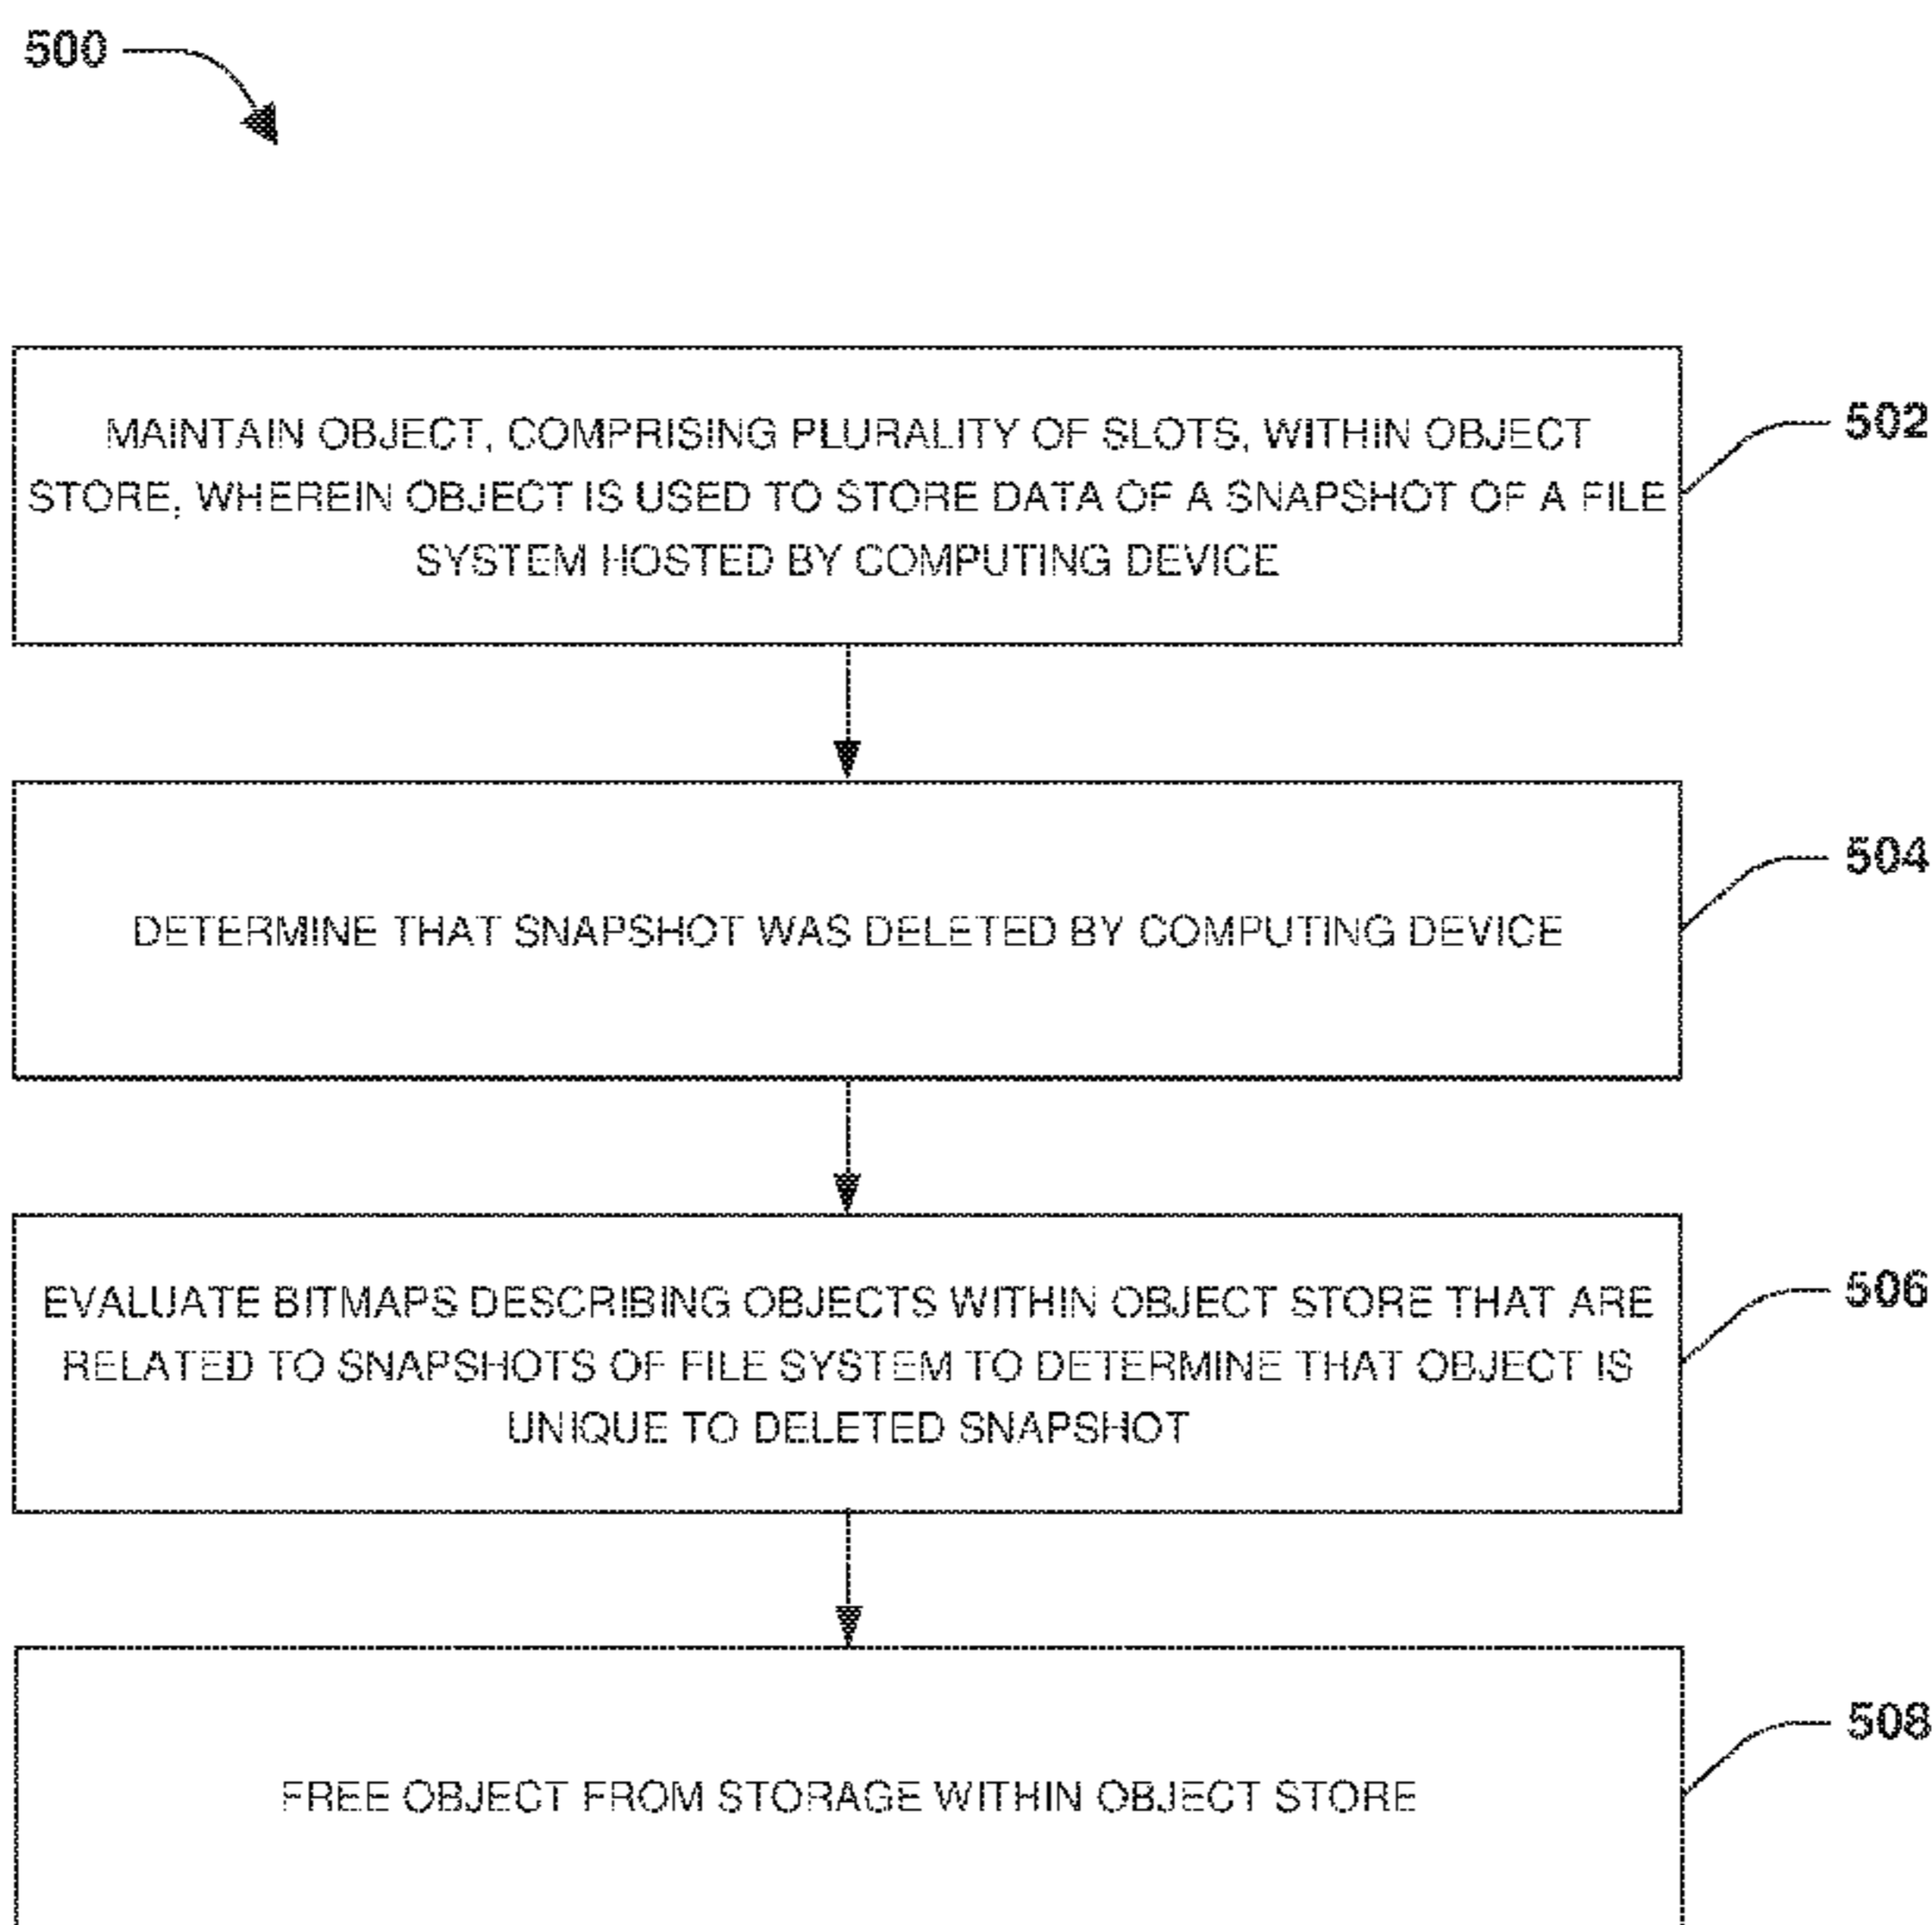 500
MAINTAIN OBJECT, COMPRISING PLURALITY OF SLOTS, WITHIN OBJECT
STORE, WHEREIN OBJECT IS USED TO STORE DATA OF A SNAPSHOT OF A FILE
SYSTEM HOSTED BY COMPUTING DEVICE
502
DETERMINE THAT SNAPSHOT WAS DELETED BY COMPUTING DEVICE
504
EVALUATE BITMAPS DESCRIBING OBJECTS WITHIN OBJECT STORE THAT ARE
RELATED TO SNAPSHOTS OF FILE SYSTEM TO DETERMINE THAT OBJECT IS
UNIQUE TO DELETED SNAPSHOT
506
FREE OBJECT FROM STORAGE WITHIN OBJECT STORE
508